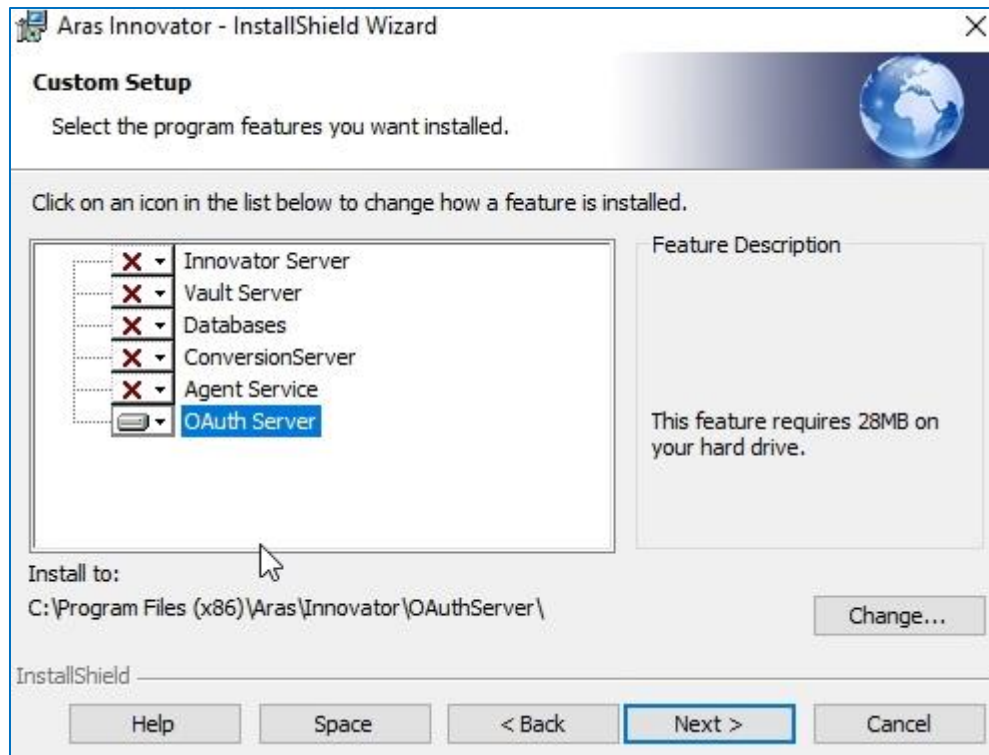 Aras Innovator - InstallShield Wizard
Custom Setup
Select the program features you want installed.
Click on an icon in the list below to change how a feature is installed.
Innovator Server
Vault Server
Databases
ConversionServer
Agent Service
OAuth Server
Feature Description
This feature requires 28MB on
your hard drive.
Install to:
C:\Program Files (x86)\Aras\Innovator\OAuthServer\
Change...
InstallShield
Help
Space
< Back
Next >
Cancel